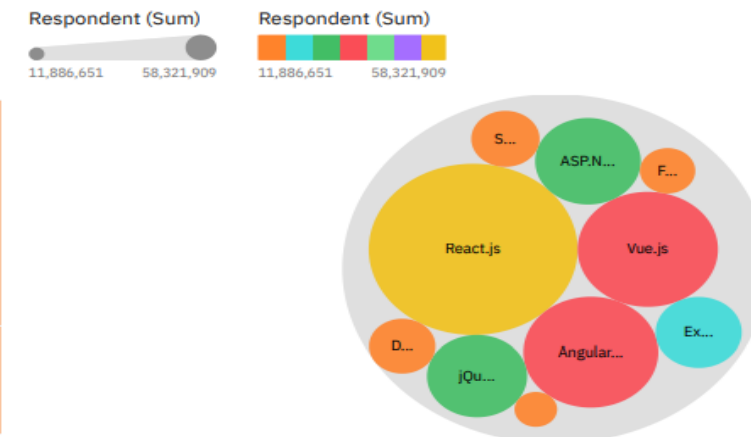 Respondent (Sum)
11,886,651 58,321,909
Respondent (Sum)
11,886,651 58,321,909
S...
ASP.N...
F...
React.js
Vue.js
Ex...
D...
Angular...
jQu...